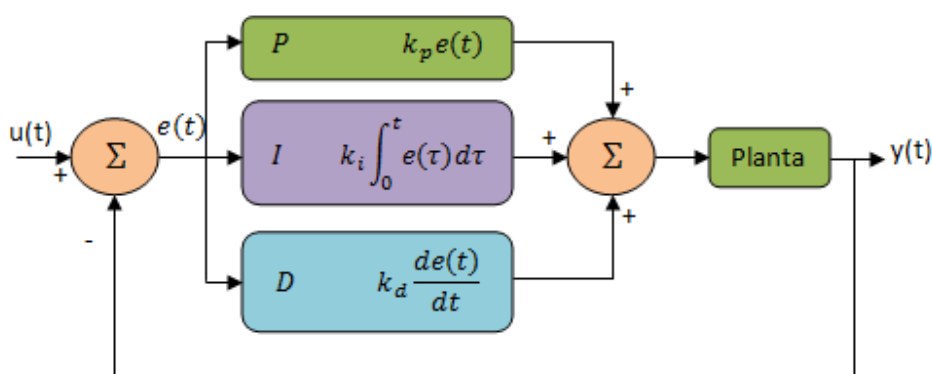 P k_p e(t)
+
u(t)
+
Σ
e(t)
I k_i ∫_0^t e(τ) dτ
+
Σ
Planta
y(t)
-
+
D k_d de(t)/dt